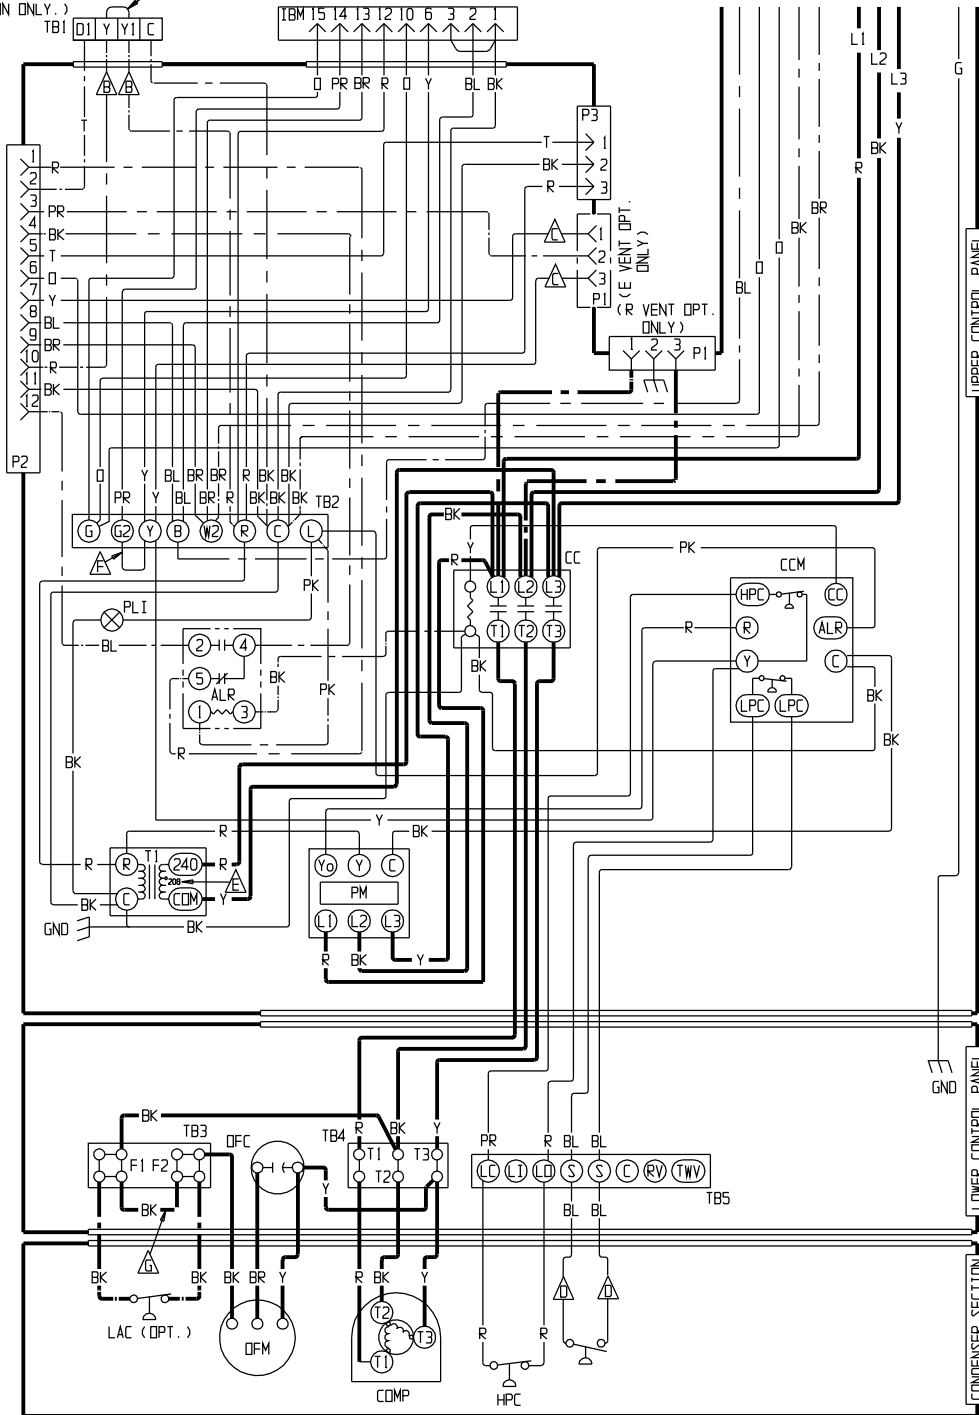 N ONLY.)
TB1 D1 Y Y1 C
IBM 15 14 13 12 10 6 3 2 1
B B
O PR BR R O Y BL BK
T
L1
L2
L3
G
Y
BK
R
P3
T 1
BK 2
R 3
C 1
2
C 3
P1
(E VENT OPT.
ONLY)
(R VENT OPT.
ONLY)
1 2 3 P1
1 R
2
3 PR
4 BK
5 T
6 O
7 Y
8 BL
9 BR
10 R
11 BK
12
P2
BL O O BK BR
UPPER CONTROL PANEL
O PR Y Y BL BL BR BR BR R R BK BK BK BK BK
TB2
G G2 Y B W2 R C L
F
BK
Y
R
CC
PK
CCM
L1 L2 L3
T1 T2 T3
BK
HPC CC
R R ALR
Y C
LPC LPC
BK
BK
PK
PLI
BL
2 4
5
ALR
1 3
BK
PK
R
BK
R
Y
BK
R T1 R 240 R
208 E
BK C COM Y
GND
BK
Yo Y C
PM
L1 L2 L3
R BK Y
GND
LOWER CONTROL PANEL
BK
TB3
F1 F2
OFC
TB4
R BK Y
T1 T3
T2
Y
BK
G
PR R BL BL
LC LI LO S S C RV TWV
TB5
BL BL
BK BK BK BR Y
R BK Y
D D
LAC (OPT.)
OFM
T2
T3
T1
COMP
R R
HPC
CONDENSER SECTION